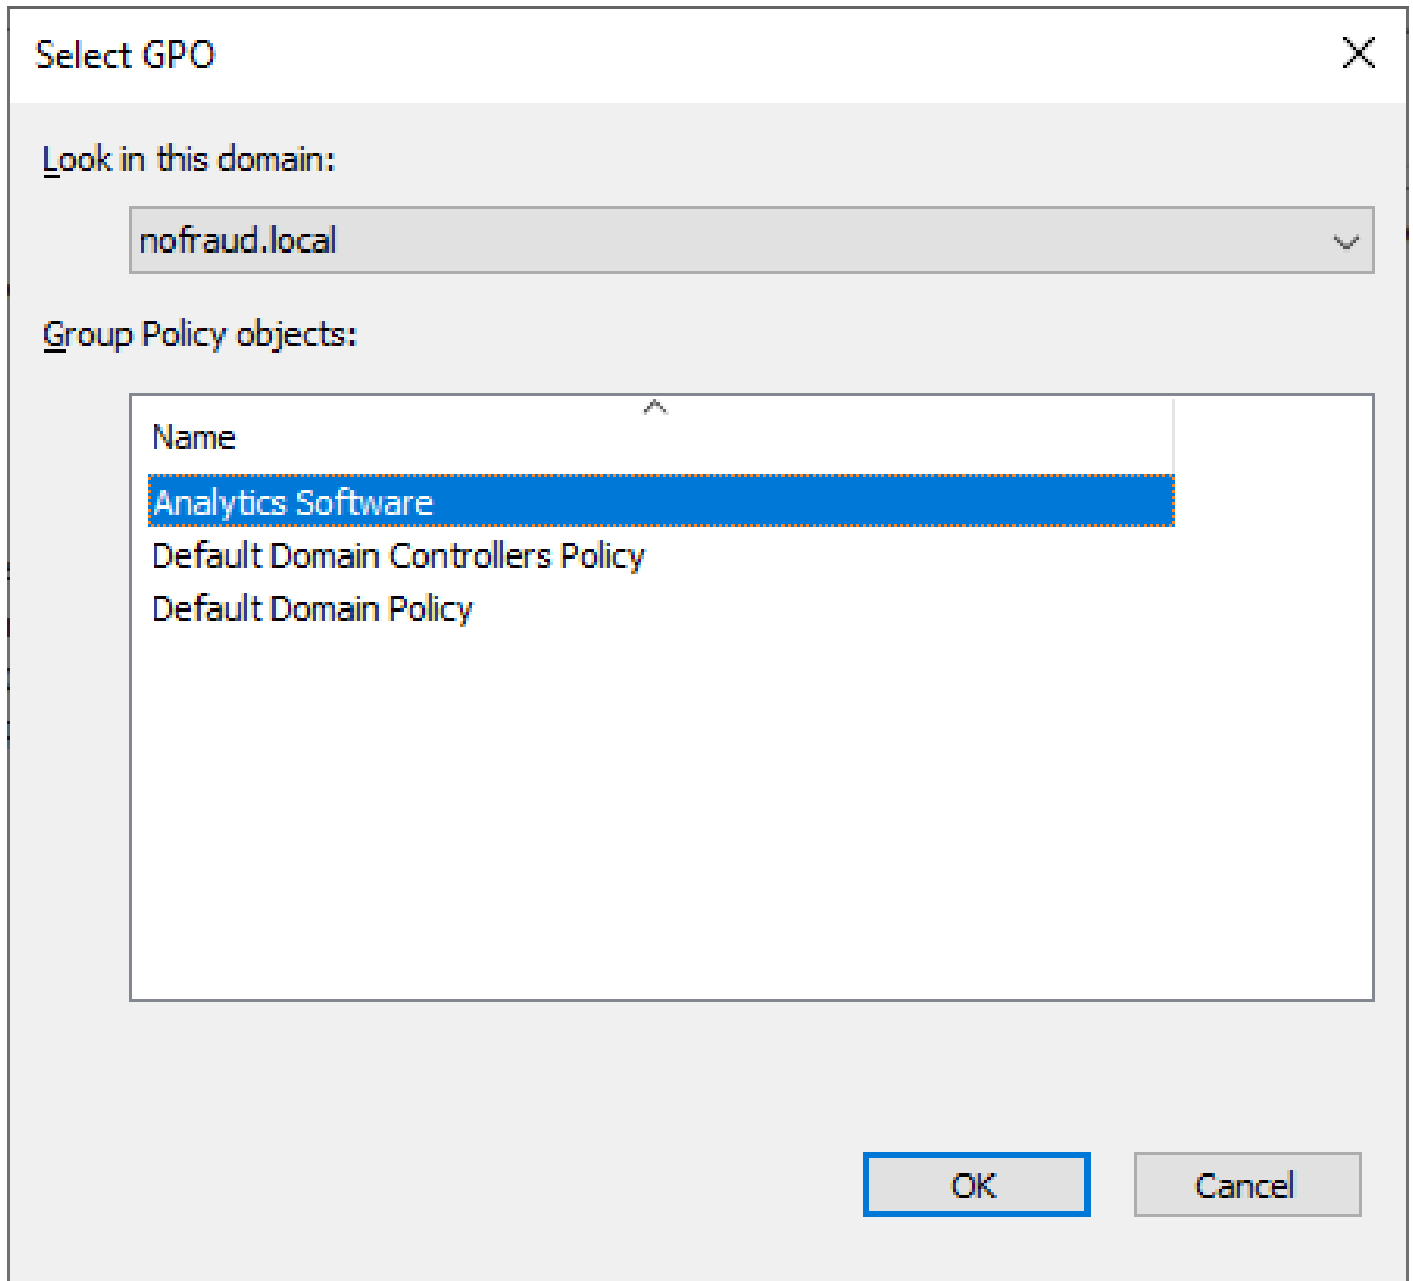 Select GPO
Look in this domain:
nofraud.local
Group Policy objects:
Name
Analytics Software
Default Domain Controllers Policy
Default Domain Policy
OK
Cancel